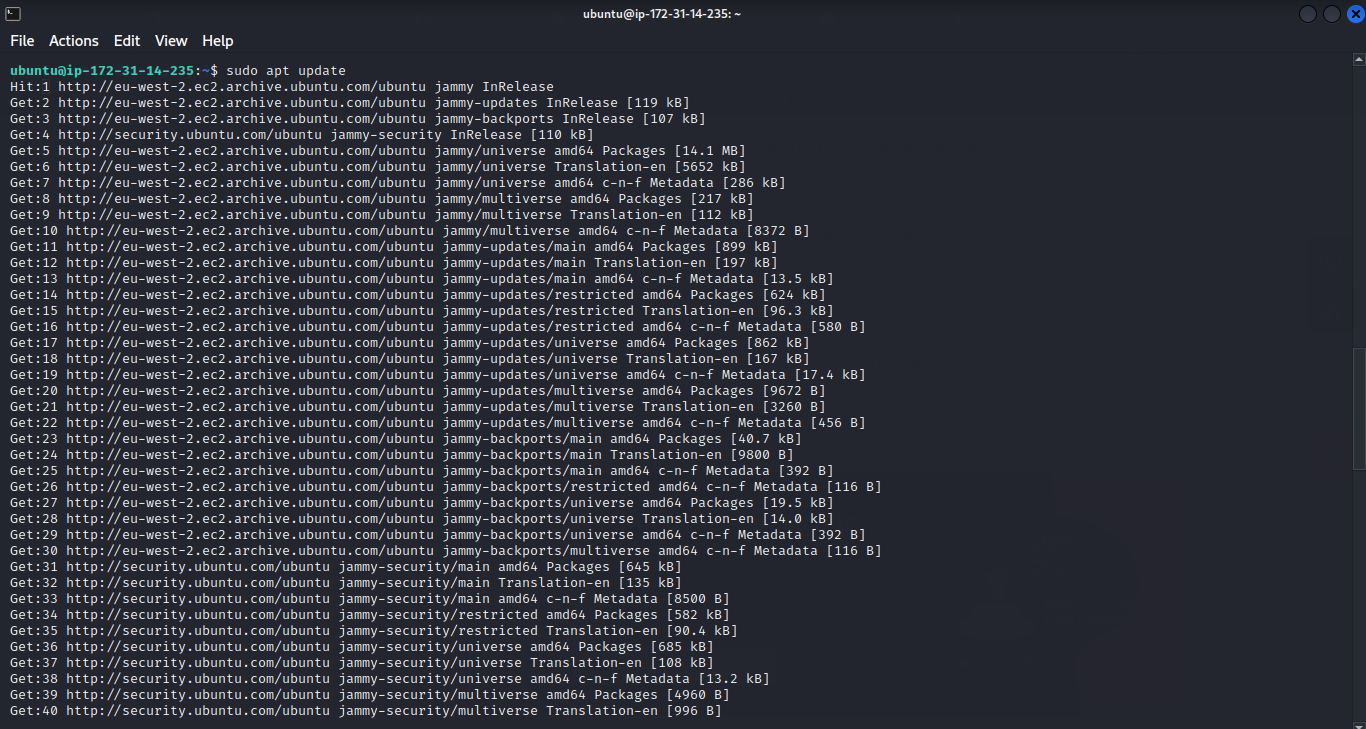 ubuntu@ip-172-31-14-235: ~
File Actions Edit View Help
ubuntu@ip-172-31-14-235:~$ sudo apt update
Hit:1 http://eu-west-2.ec2.archive.ubuntu.com/ubuntu jammy InRelease
Get:2 http://eu-west-2.ec2.archive.ubuntu.com/ubuntu jammy-updates InRelease [119 kB]
Get:3 http://eu-west-2.ec2.archive.ubuntu.com/ubuntu jammy-backports InRelease [107 kB]
Get:4 http://security.ubuntu.com/ubuntu jammy-security InRelease [110 kB]
Get:5 http://eu-west-2.ec2.archive.ubuntu.com/ubuntu jammy/universe amd64 Packages [14.1 MB]
Get:6 http://eu-west-2.ec2.archive.ubuntu.com/ubuntu jammy/universe Translation-en [5652 kB]
Get:7 http://eu-west-2.ec2.archive.ubuntu.com/ubuntu jammy/universe amd64 c-n-f Metadata [286 kB]
Get:8 http://eu-west-2.ec2.archive.ubuntu.com/ubuntu jammy/multiverse amd64 Packages [217 kB]
Get:9 http://eu-west-2.ec2.archive.ubuntu.com/ubuntu jammy/multiverse Translation-en [112 kB]
Get:10 http://eu-west-2.ec2.archive.ubuntu.com/ubuntu jammy/multiverse amd64 c-n-f Metadata [8372 B]
Get:11 http://eu-west-2.ec2.archive.ubuntu.com/ubuntu jammy-updates/main amd64 Packages [899 kB]
Get:12 http://eu-west-2.ec2.archive.ubuntu.com/ubuntu jammy-updates/main Translation-en [197 kB]
Get:13 http://eu-west-2.ec2.archive.ubuntu.com/ubuntu jammy-updates/main amd64 c-n-f Metadata [13.5 kB]
Get:14 http://eu-west-2.ec2.archive.ubuntu.com/ubuntu jammy-updates/restricted amd64 Packages [624 kB]
Get:15 http://eu-west-2.ec2.archive.ubuntu.com/ubuntu jammy-updates/restricted Translation-en [96.3 kB]
Get:16 http://eu-west-2.ec2.archive.ubuntu.com/ubuntu jammy-updates/restricted amd64 c-n-f Metadata [580 B]
Get:17 http://eu-west-2.ec2.archive.ubuntu.com/ubuntu jammy-updates/universe amd64 Packages [862 kB]
Get:18 http://eu-west-2.ec2.archive.ubuntu.com/ubuntu jammy-updates/universe Translation-en [167 kB]
Get:19 http://eu-west-2.ec2.archive.ubuntu.com/ubuntu jammy-updates/universe amd64 c-n-f Metadata [17.4 kB]
Get:20 http://eu-west-2.ec2.archive.ubuntu.com/ubuntu jammy-updates/multiverse amd64 Packages [9672 B]
Get:21 http://eu-west-2.ec2.archive.ubuntu.com/ubuntu jammy-updates/multiverse Translation-en [3260 B]
Get:22 http://eu-west-2.ec2.archive.ubuntu.com/ubuntu jammy-updates/multiverse amd64 c-n-f Metadata [456 B]
Get:23 http://eu-west-2.ec2.archive.ubuntu.com/ubuntu jammy-backports/main amd64 Packages [40.7 kB]
Get:24 http://eu-west-2.ec2.archive.ubuntu.com/ubuntu jammy-backports/main Translation-en [9800 B]
Get:25 http://eu-west-2.ec2.archive.ubuntu.com/ubuntu jammy-backports/main amd64 c-n-f Metadata [392 B]
Get:26 http://eu-west-2.ec2.archive.ubuntu.com/ubuntu jammy-backports/restricted amd64 c-n-f Metadata [116 B]
Get:27 http://eu-west-2.ec2.archive.ubuntu.com/ubuntu jammy-backports/universe amd64 Packages [19.5 kB]
Get:28 http://eu-west-2.ec2.archive.ubuntu.com/ubuntu jammy-backports/universe Translation-en [14.0 kB]
Get:29 http://eu-west-2.ec2.archive.ubuntu.com/ubuntu jammy-backports/universe amd64 c-n-f Metadata [392 B]
Get:30 http://eu-west-2.ec2.archive.ubuntu.com/ubuntu jammy-backports/multiverse amd64 c-n-f Metadata [116 B]
Get:31 http://security.ubuntu.com/ubuntu jammy-security/main amd64 Packages [645 kB]
Get:32 http://security.ubuntu.com/ubuntu jammy-security/main Translation-en [135 kB]
Get:33 http://security.ubuntu.com/ubuntu jammy-security/main amd64 c-n-f Metadata [8500 B]
Get:34 http://security.ubuntu.com/ubuntu jammy-security/restricted amd64 Packages [582 kB]
Get:35 http://security.ubuntu.com/ubuntu jammy-security/restricted Translation-en [90.4 kB]
Get:36 http://security.ubuntu.com/ubuntu jammy-security/universe amd64 Packages [685 kB]
Get:37 http://security.ubuntu.com/ubuntu jammy-security/universe Translation-en [108 kB]
Get:38 http://security.ubuntu.com/ubuntu jammy-security/universe amd64 c-n-f Metadata [13.2 kB]
Get:39 http://security.ubuntu.com/ubuntu jammy-security/multiverse amd64 Packages [4960 B]
Get:40 http://security.ubuntu.com/ubuntu jammy-security/multiverse Translation-en [996 B]